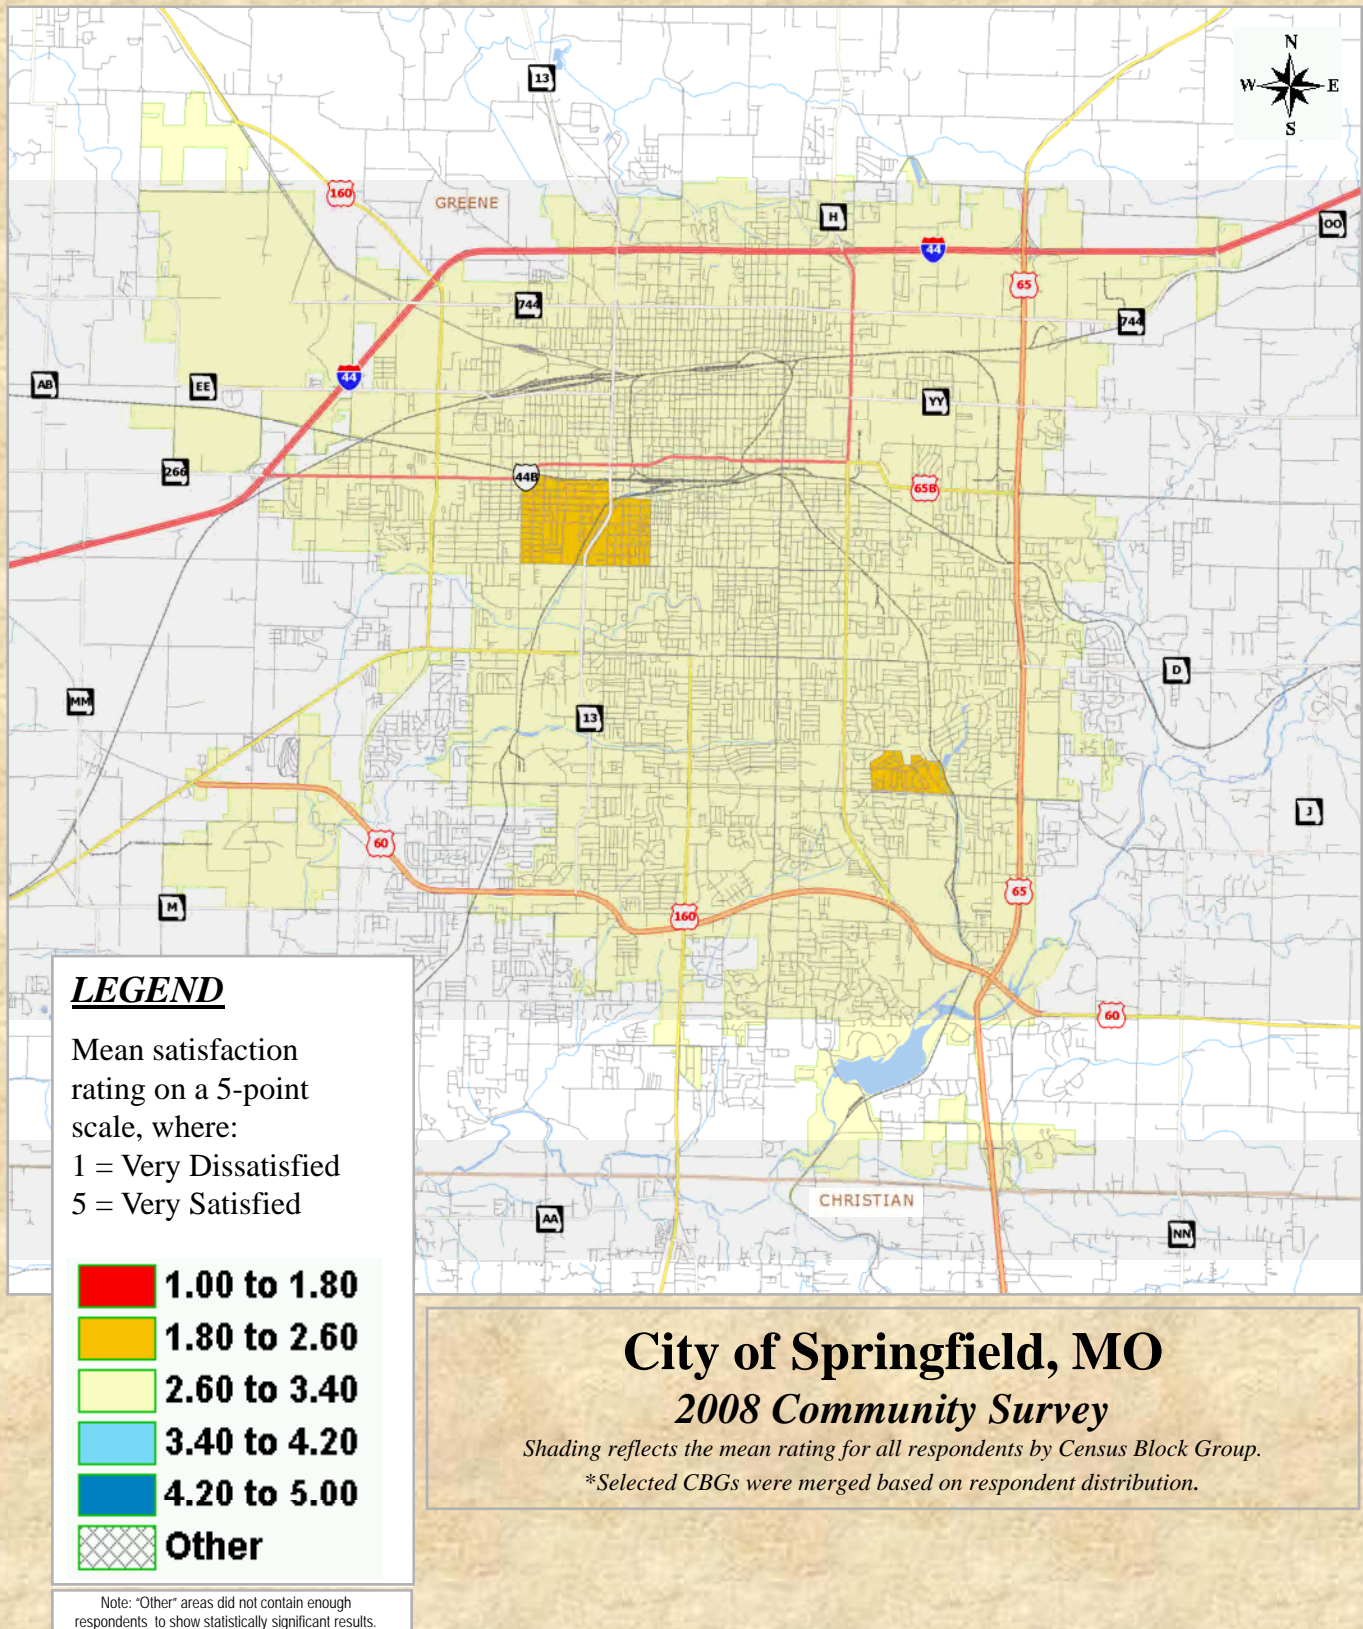 N
W E
S
13
160
GREENE
H
OO
44
65
744
744
44
AB
EE
YY
266
44B
65B
D
MM
13
J
60
65
M
160
60
CHRISTIAN
AA
NN
LEGEND
Mean satisfaction
rating on a 5-point
scale, where:
1 = Very Dissatisfied
5 = Very Satisfied
1.00 to 1.80
1.80 to 2.60
2.60 to 3.40
3.40 to 4.20
4.20 to 5.00
Other
Note: “Other” areas did not contain enough
respondents to show statistically significant results.
City of Springfield, MO
2008 Community Survey
Shading reflects the mean rating for all respondents by Census Block Group.
*Selected CBGs were merged based on respondent distribution.